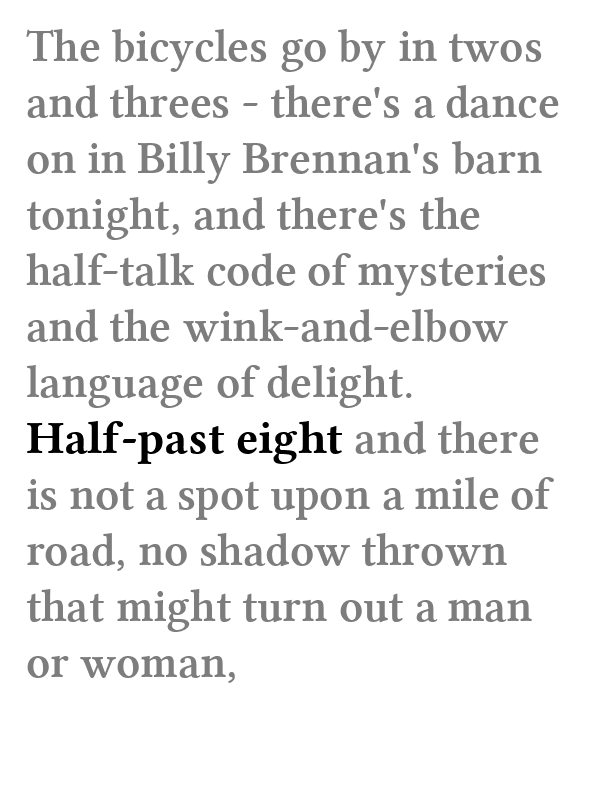 The bicycles go by in twos
and threes - there's a dance
on in Billy Brennan's barn
tonight, and there's the
half-talk code of mysteries
and the wink-and-elbow
language of delight.
Half-past eight and there
is not a spot upon a mile of
road, no shadow thrown
that might turn out a man
or woman,